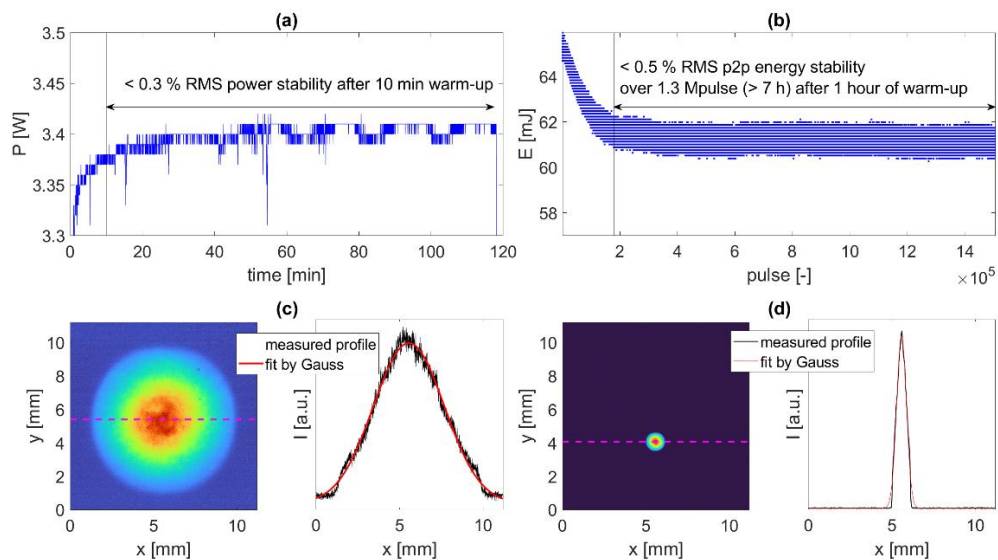 (a)
3.5
3.45
3.4
3.35
3.3
P [W]
< 0.3 % RMS power stability after 10 min warm-up
0 20 40 60 80 100 120
time [min]
(b)
64
62
60
58
E [mJ]
< 0.5 % RMS p2p energy stability
over 1.3 Mpulse (> 7 h) after 1 hour of warm-up
2 4 6 8 10 12 14
×10⁵
pulse [-]
(c)
10
8
6
4
2
0
y [mm]
0 5 10
x [mm]
measured profile
fit by Gauss
I [a.u.]
0 5 10
x [mm]
(d)
10
8
6
4
2
0
y [mm]
0 5 10
x [mm]
measured profile
fit by Gauss
I [a.u.]
0 5 10
x [mm]